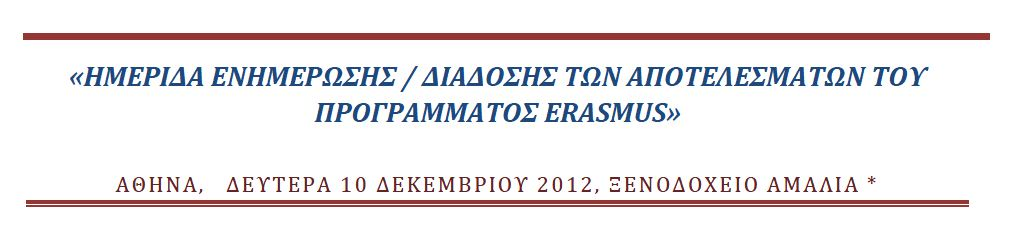 «ΗΜΕΡΙΔΑ ΕΝΗΜΕΡΩΣΗΣ / ΔΙΑΔΟΣΗΣ ΤΩΝ ΑΠΟΤΕΛΕΣΜΑΤΩΝ ΤΟΥ
ΠΡΟΓΡΑΜΜΑΤΟΣ ERASMUS»
ΑΘΗΝΑ, ΔΕΥΤΕΡΑ 10 ΔΕΚΕΜΒΡΙΟΥ 2012, ΞΕΝΟΔΟΧΕΙΟ ΑΜΑΛΙΑ *